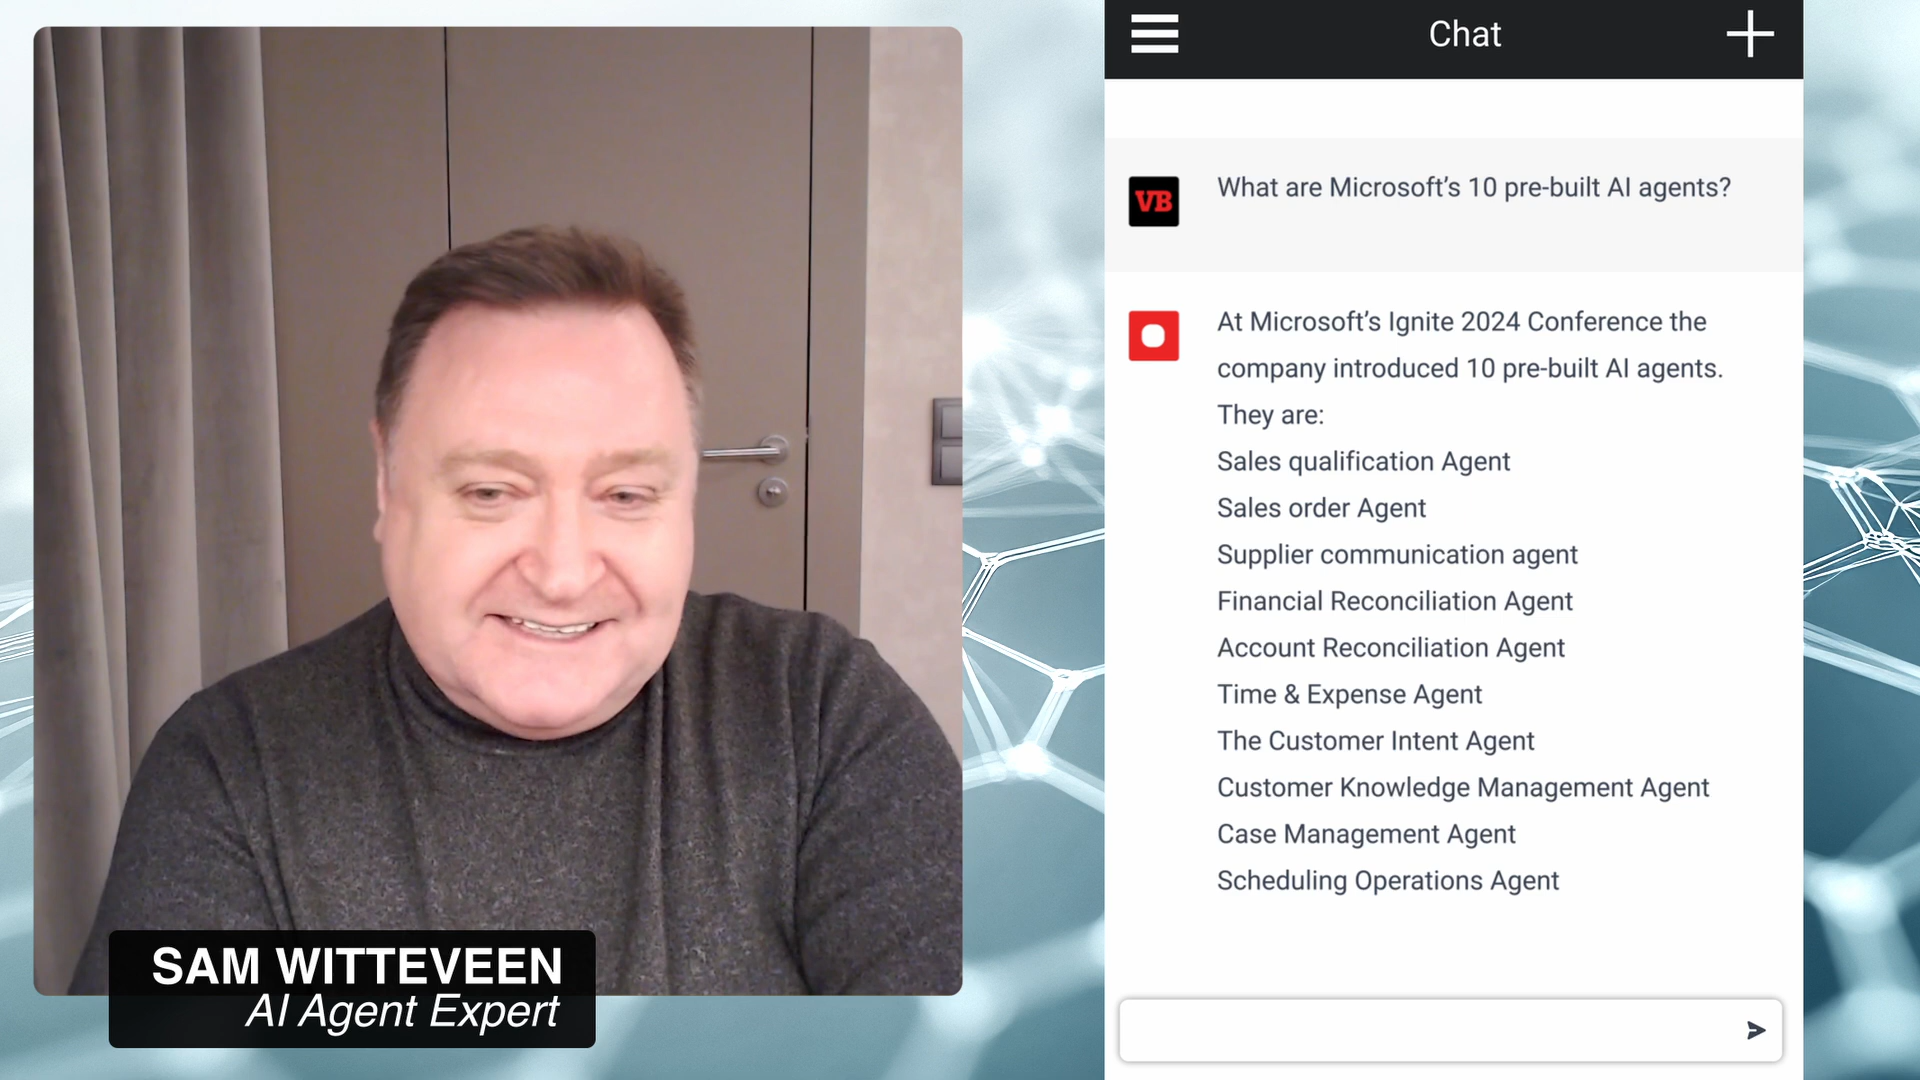 Chat
VB
What are Microsoft’s 10 pre-built AI agents?
At Microsoft’s Ignite 2024 Conference the
company introduced 10 pre-built AI agents.
They are:
Sales qualification Agent
Sales order Agent
Supplier communication agent
Financial Reconciliation Agent
Account Reconciliation Agent
Time & Expense Agent
The Customer Intent Agent
Customer Knowledge Management Agent
Case Management Agent
Scheduling Operations Agent
SAM WITTEVEEN
AI Agent Expert